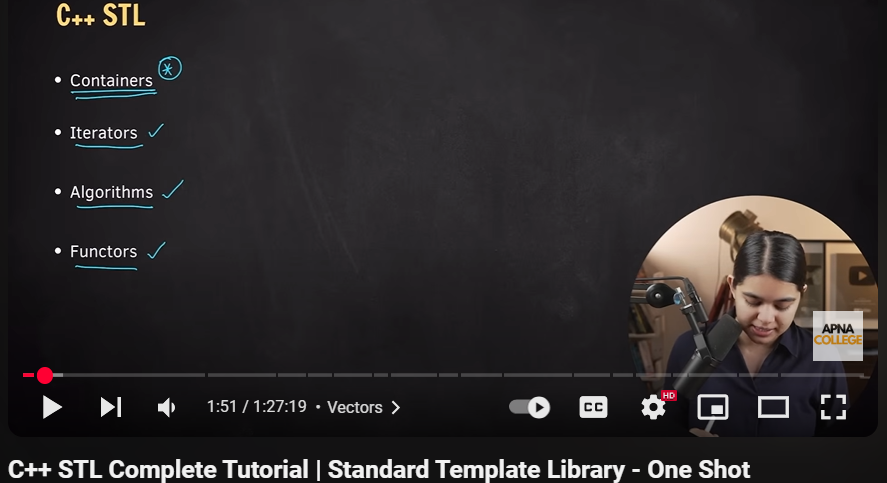 C++ STL
• Containers
• Iterators
• Algorithms
• Functors
APNA
COLLEGE
HD
1:51 / 1:27:19 • Vectors
CC
C++ STL Complete Tutorial | Standard Template Library - One Shot